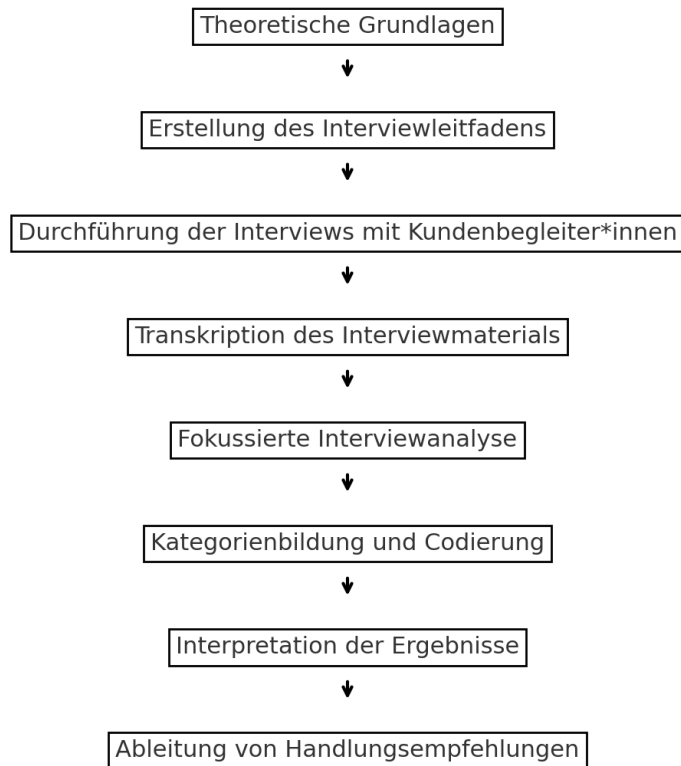 Theoretische Grundlagen
Erstellung des Interviewleitfadens
Durchführung der Interviews mit Kundenbegleiter*innen
Transkription des Interviewmaterials
Fokussierte Interviewanalyse
Kategorienbildung und Codierung
Interpretation der Ergebnisse
Ableitung von Handlungsempfehlungen